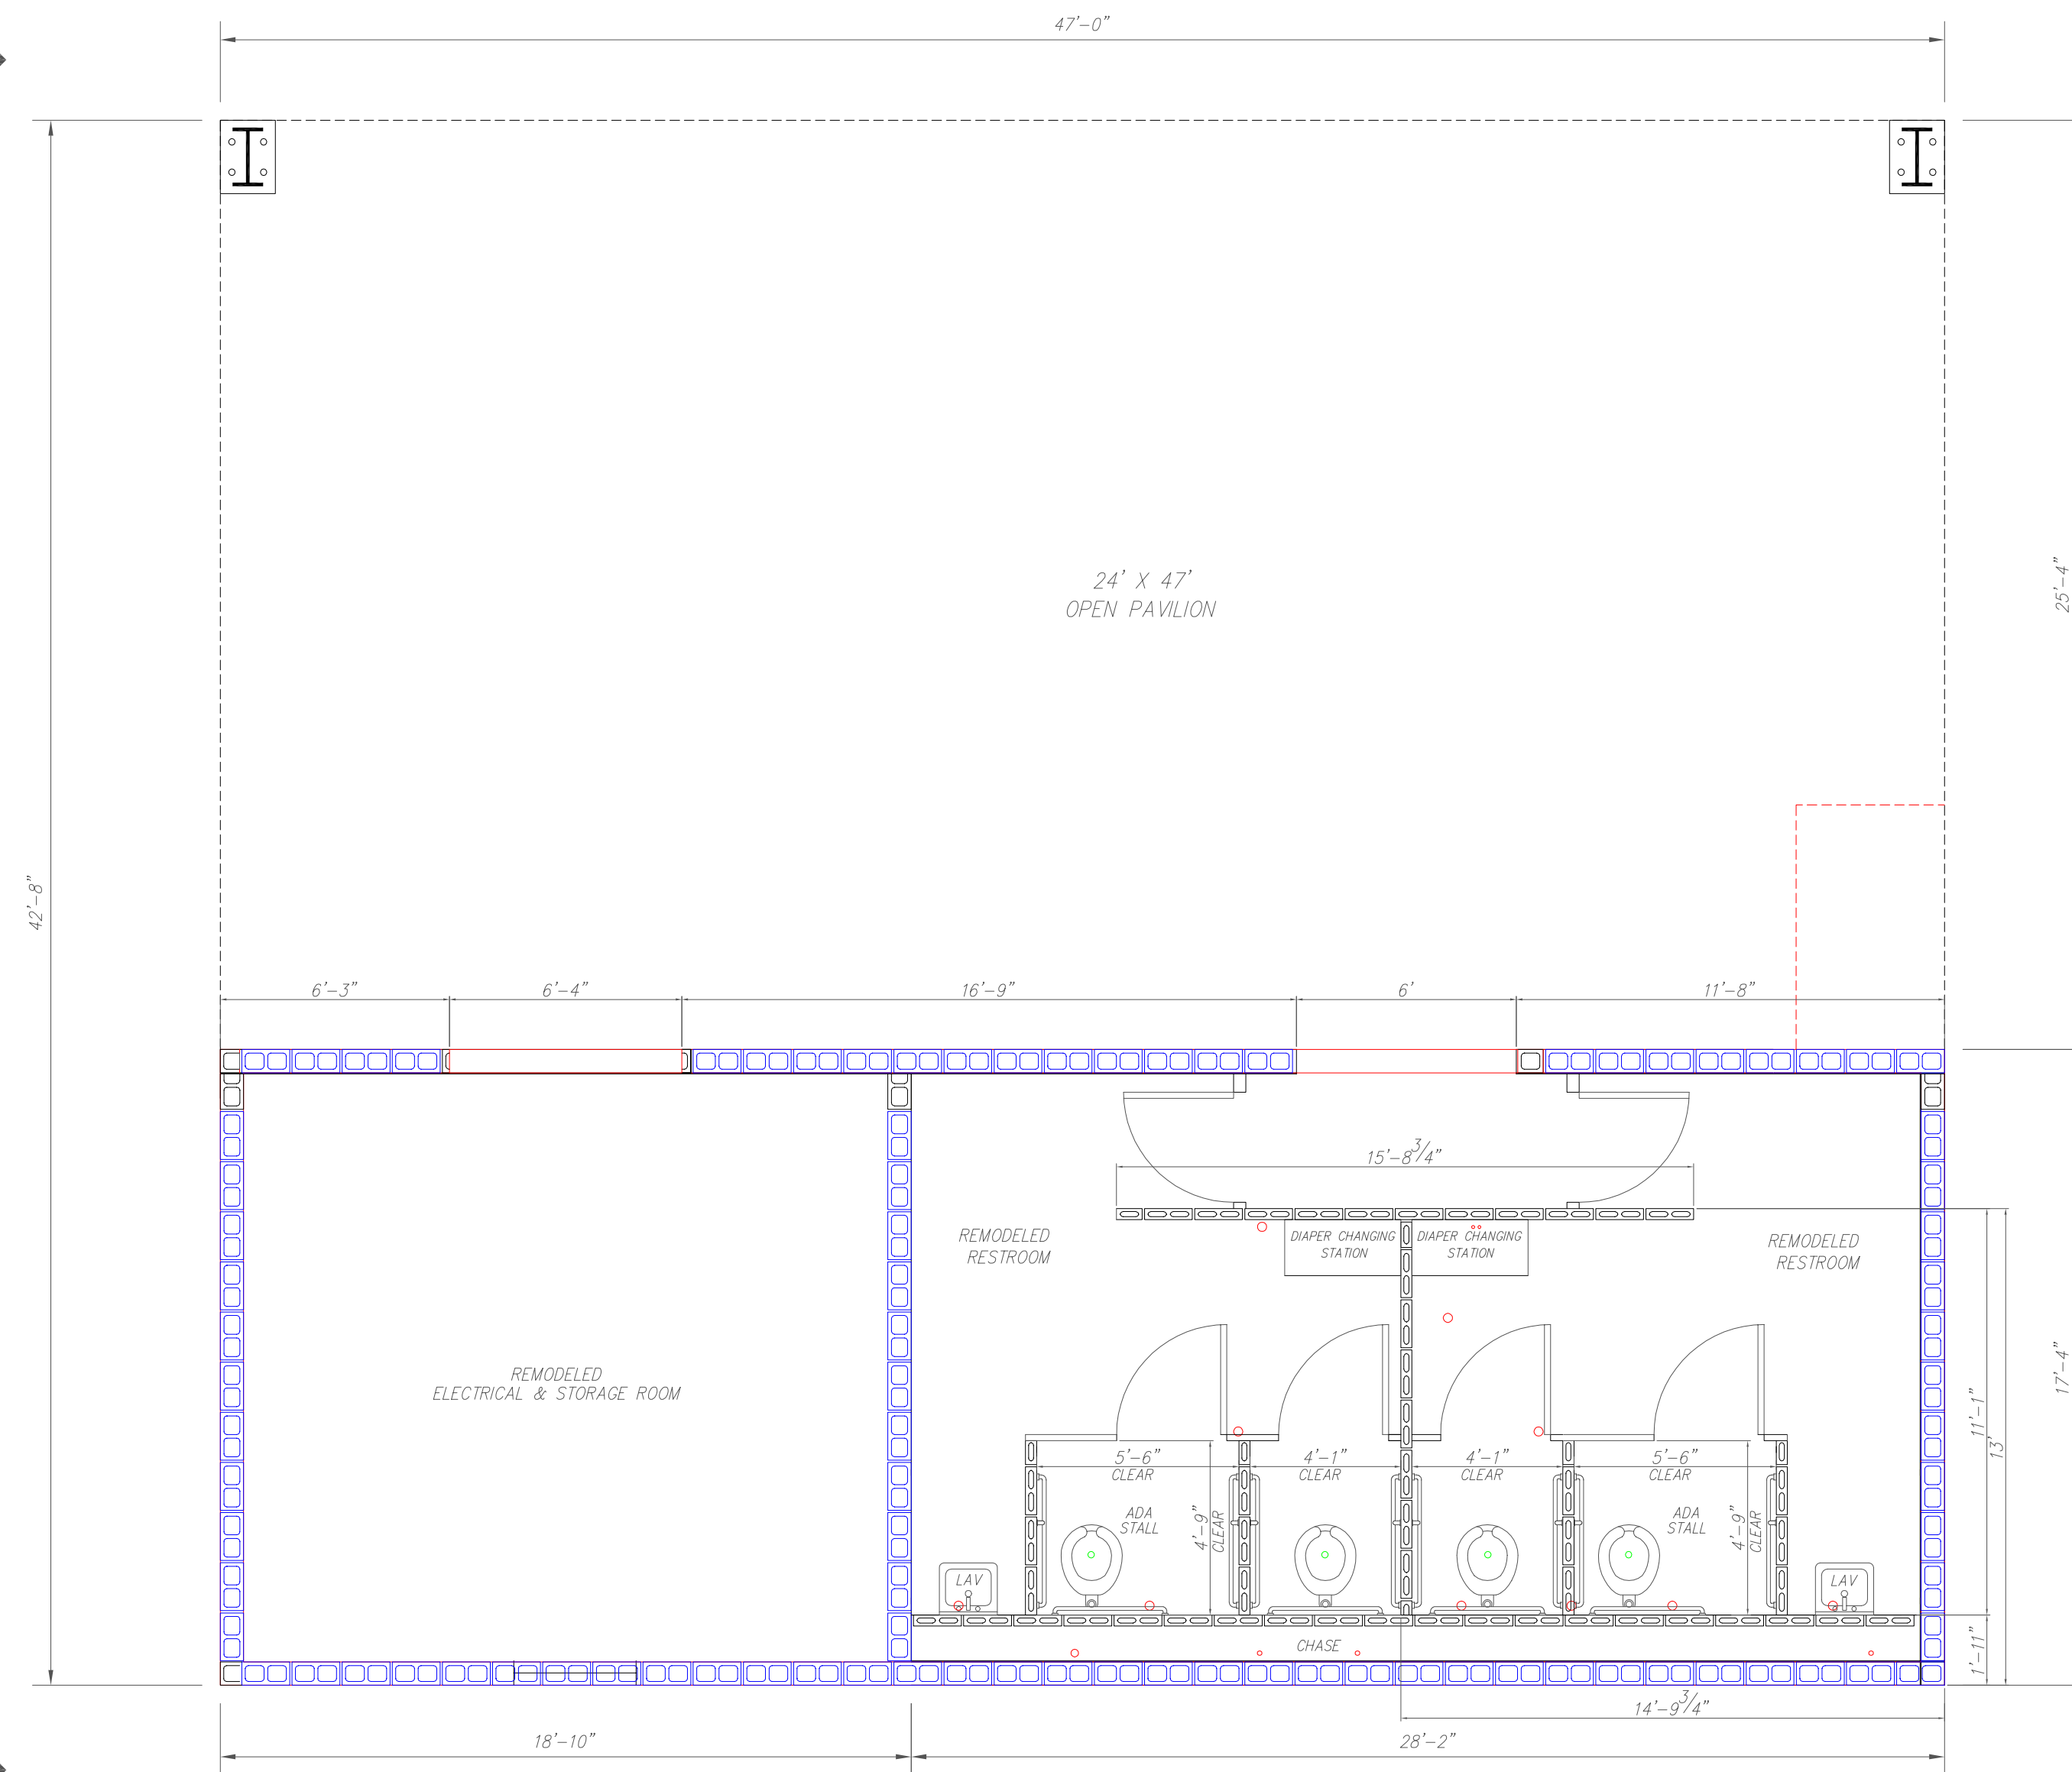 47'-0"
24' X 47'
OPEN PAVILION
25'-4"
42'-8"
6'-3"
6'-4"
16'-9"
6'
11'-8"
15'-8 3/4"
DIAPER CHANGING
STATION
DIAPER CHANGING
STATION
REMODELED
RESTROOM
REMODELED
RESTROOM
REMODELED
ELECTRICAL & STORAGE ROOM
17'-4"
11'-1"
13'
5'-6"
CLEAR
4'-1"
CLEAR
4'-1"
CLEAR
5'-6"
CLEAR
ADA
STALL
4'-9"
CLEAR
ADA
STALL
4'-9"
CLEAR
LAV
LAV
CHASE
1'-11"
14'-9 3/4"
18'-10"
28'-2"